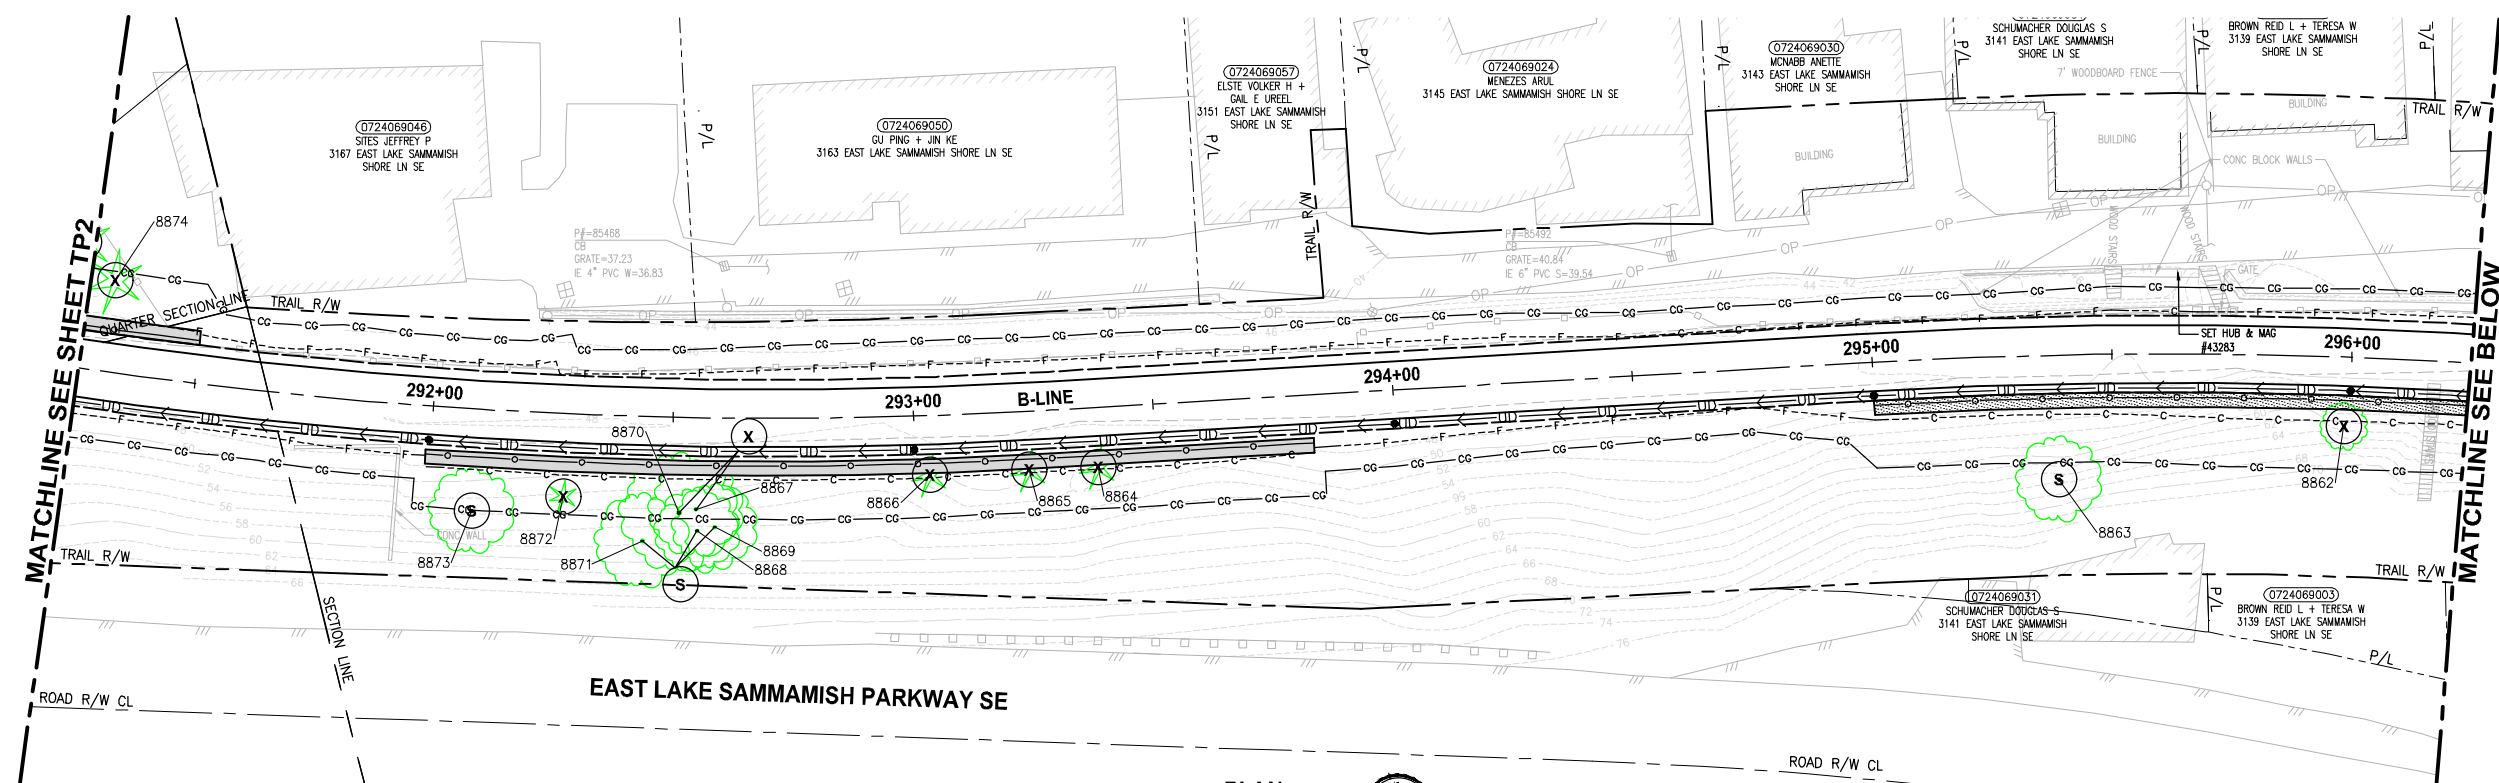 MATCHLINE SEE SHEET TP2
8874
QUARTER SECTION LINE
TRAIL R/W
0724069046
SITES JEFFREY P
3167 EAST LAKE SAMMAMISH
SHORE LN SE
P/L
0724069050
GU PING + JIN KE
3163 EAST LAKE SAMMAMISH SHORE LN SE
P#=85468
CB
GRATE=37.23
IE 4" PVC W=36.83
0724069057
ELSTE VOLKER H +
GAIL E UREEL
3151 EAST LAKE SAMMAMISH
SHORE LN SE
P/L
TRAIL R/W
P/L
0724069024
MENEZES ARUL
3145 EAST LAKE SAMMAMISH SHORE LN SE
P#=85492
CB
GRATE=40.84
IE 6" PVC S=39.54
P/L
0724069030
MCNABB ANETTE
3143 EAST LAKE SAMMAMISH
SHORE LN SE
BUILDING
P/L
SCHUMACHER DOUGLAS S
3141 EAST LAKE SAMMAMISH
SHORE LN SE
7' WOODBOARD FENCE
BUILDING
P/L
BROWN REID L + TERESA W
3139 EAST LAKE SAMMAMISH
SHORE LN SE
P/L
BUILDING
TRAIL R/W
CONC BLOCK WALLS
WOOD STAIRS
WOOD STAIRS
GATE
SET HUB & MAG
#43283
292+00
293+00
B-LINE
294+00
295+00
296+00
MATCHLINE SEE BELOW
8870
8867
8866
8865
8864
8862
8863
8873
CONC WALL
8872
8871
8869
8868
TRAIL R/W
TRAIL R/W
SECTION LINE
0724069031
SCHUMACHER DOUGLAS S
3141 EAST LAKE SAMMAMISH
SHORE LN SE
P/L
0724069003
BROWN REID L + TERESA W
3139 EAST LAKE SAMMAMISH
SHORE LN SE
P/L
EAST LAKE SAMMAMISH PARKWAY SE
ROAD R/W CL
ROAD R/W CL